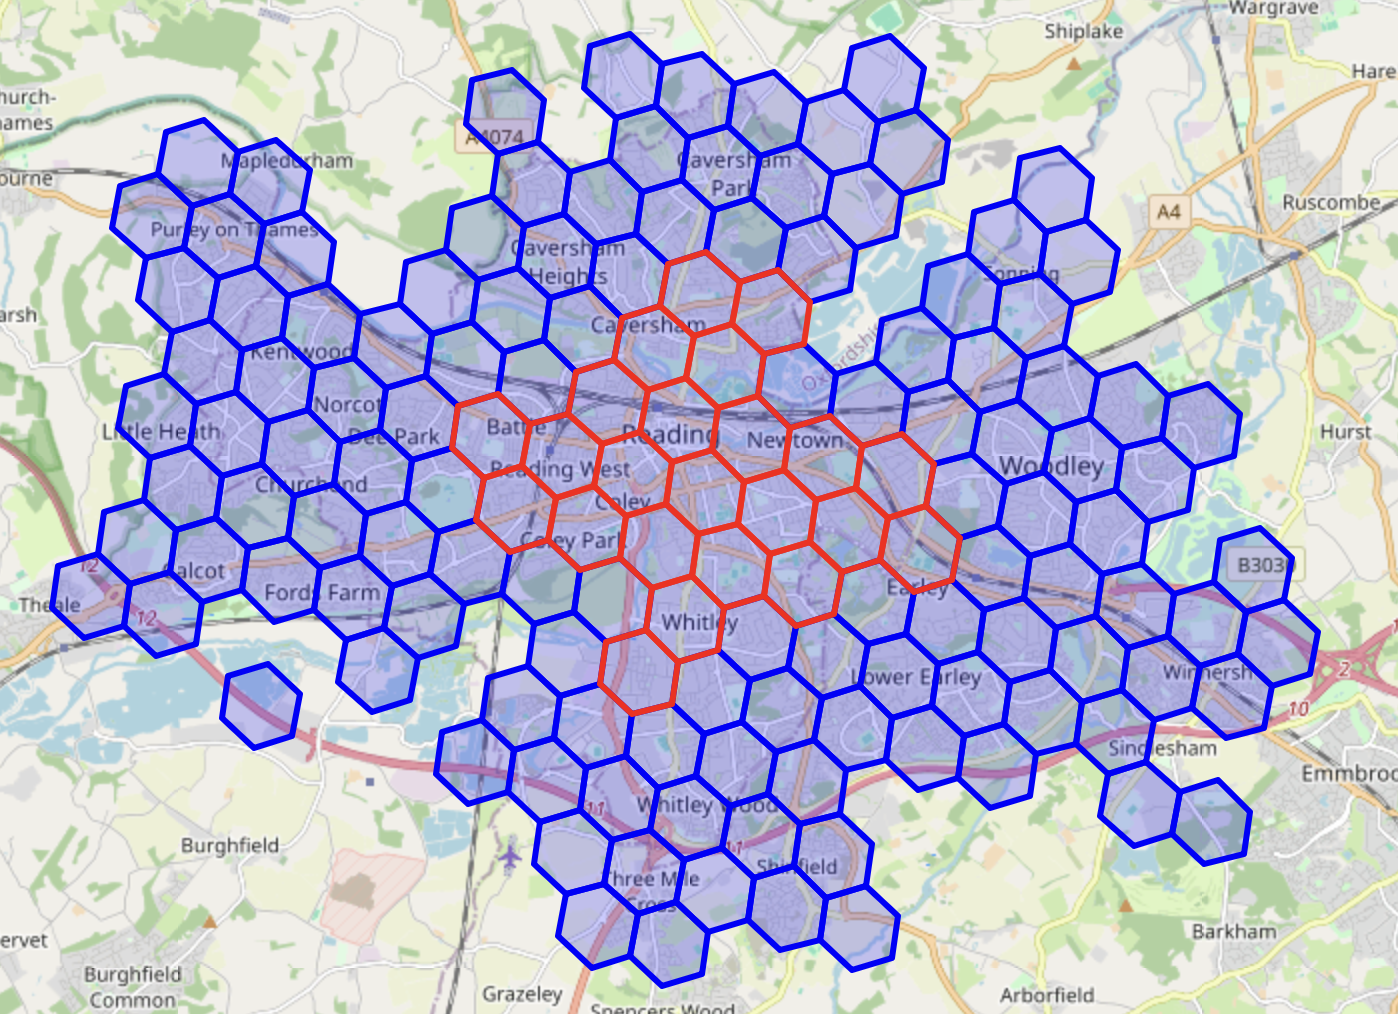 Wargrave
Shiplake
Hare
hurch-
ames
A4074
Mapledurham
Caversham
Park
ourne
Ruscombe
A4
Purley on Thames
Caversham
Heights
Sonning
arsh
Caversham
Kentwood
Oxfordshire
Norcot
Little Heath
Dee Park
Battle
Reading
Newtown
Hurst
Reading West
Woodley
Churchend
Coley
Coley Park
12
Calcot
B3030
Theale
Fords Farm
Earley
12
Whitley
Lower Earley
Winnersh
2
10
Sindlesham
Emmbroo
11
Whitley Wood
Burghfield
11
Shinfield
Three Mile
Cross
ervet
Barkham
Burghfield
Common
Grazeley
Arborfield
Spencers Wood